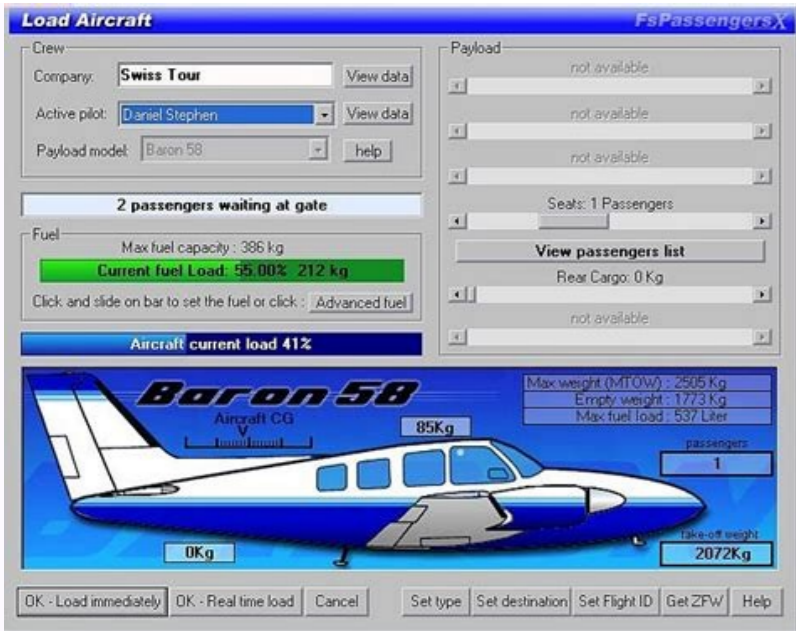 Load Aircraft
FsPassengersX
Crew
Company:
Swiss Tour
View data
Active pilot:
Daniel Stephen
View data
Payload model:
Baron 58
help
2 passengers waiting at gate
Fuel
Max fuel capacity : 386 kg
Current fuel Load: 55.00% 212 kg
Click and slide on bar to set the fuel or click :
Advanced fuel
Aircraft current load 41%
Payload
not available
not available
not available
Seats: 1 Passengers
View passengers list
Rear Cargo: 0 Kg
not available
Baron 58
Aircraft CG
85Kg
0Kg
Max weight (MTOW) : 2505 Kg
Empty weight : 1773 Kg
Max fuel load : 537 Liter
passengers
1
take-off weight
2072Kg
OK - Load immediately
OK - Real time load
Cancel
Set type
Set destination
Set Flight ID
Get ZFW
Help